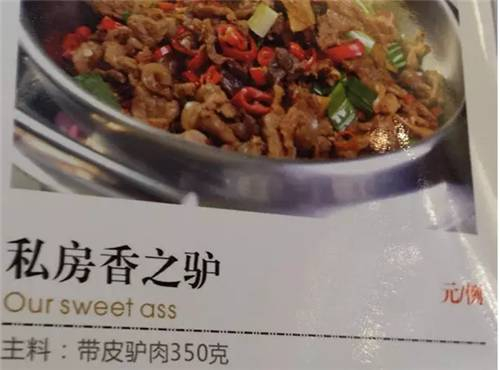 私房香之驴
Our sweet ass
元/例
主料：带皮驴肉350克